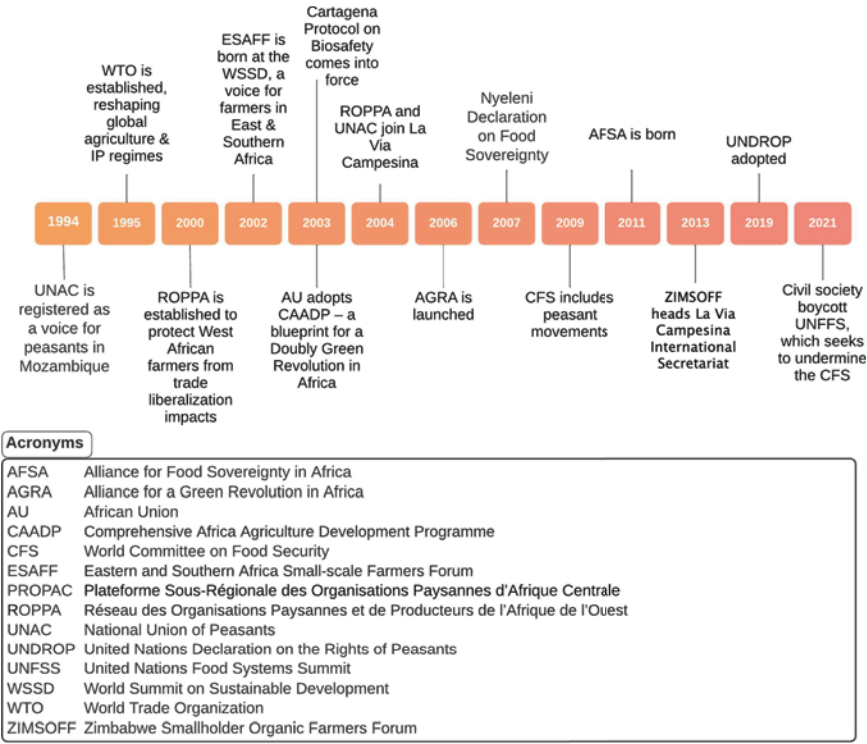 WTO is
established,
reshaping
global
agriculture &
IP regimes
ESAFF is
born at the
WSSD, a
voice for
farmers in
East &
Southern
Africa
Cartagena
Protocol on
Biosafety
comes into
force
ROPPA and
UNAC join La
Via
Campesina
Nyeleni
Declaration
on Food
Sovereignty
AFSA is born
UNDROP
adopted
1994
1995
2000
2002
2003
2004
2006
2007
2009
2011
2013
2019
2021
UNAC is
registered as
a voice for
peasants in
Mozambique
ROPPA is
established to
protect West
African
farmers from
trade
liberalization
impacts
AU adopts
CAADP – a
blueprint for a
Doubly Green
Revolution in
Africa
AGRA is
launched
CFS includes
peasant
movements
ZIMSOFF
heads La Via
Campesina
International
Secretariat
Civil society
boycott
UNFFS,
which seeks
to undermine
the CFS
Acronyms
AFSA Alliance for Food Sovereignty in Africa
AGRA Alliance for a Green Revolution in Africa
AU African Union
CAADP Comprehensive Africa Agriculture Development Programme
CFS World Committee on Food Security
ESAFF Eastern and Southern Africa Small-scale Farmers Forum
PROPAC Plateforme Sous-Régionale des Organisations Paysannes d'Afrique Centrale
ROPPA Réseau des Organisations Paysannes et de Producteurs de l'Afrique de l'Ouest
UNAC National Union of Peasants
UNDROP United Nations Declaration on the Rights of Peasants
UNFSS United Nations Food Systems Summit
WSSD World Summit on Sustainable Development
WTO World Trade Organization
ZIMSOFF Zimbabwe Smallholder Organic Farmers Forum